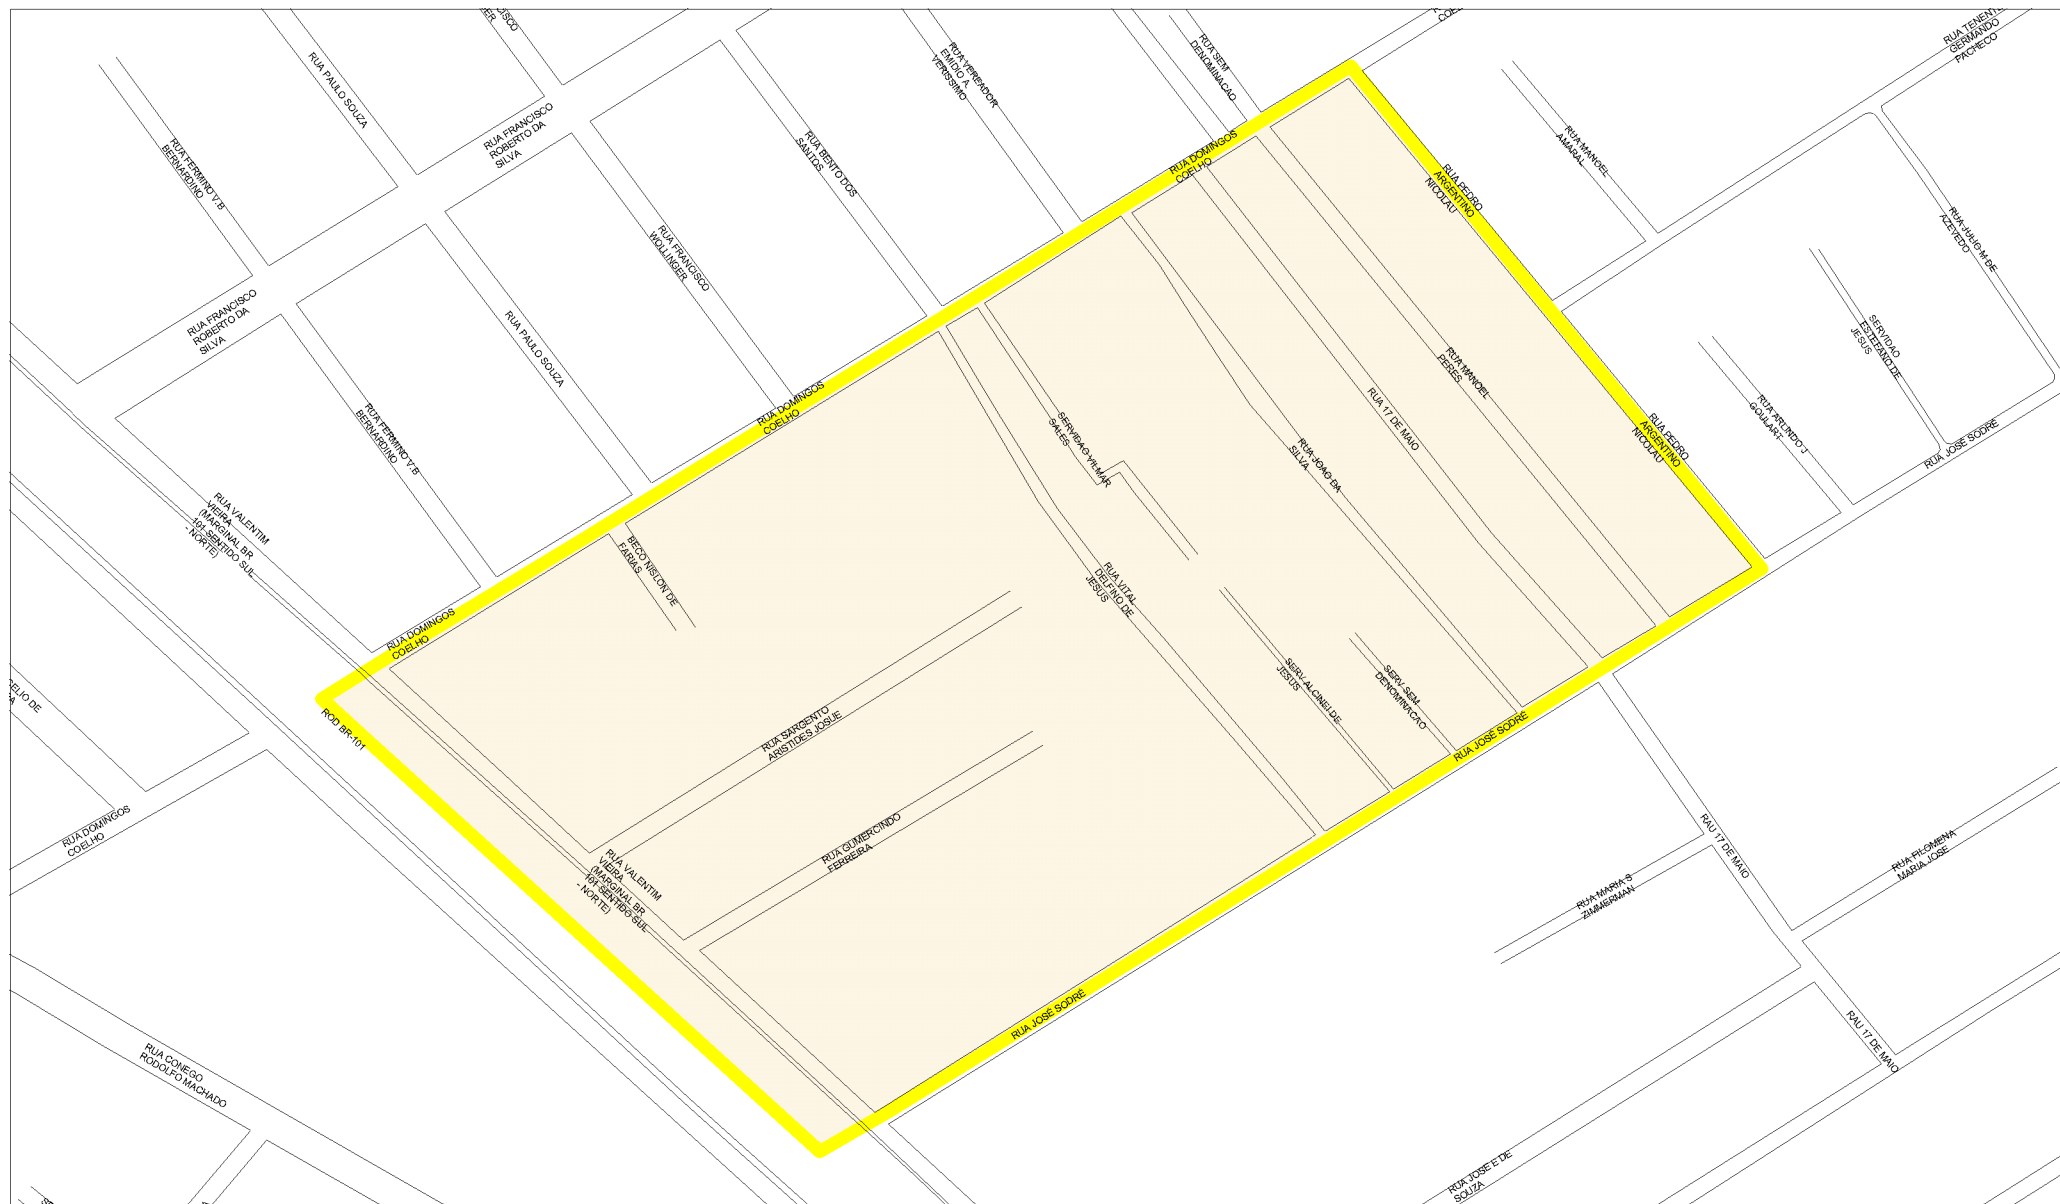 RUA PAULO SOUZA
RUA FRANCISCO
ROBERTO DA
SILVA
RUA FERMINO V.B
BERNARDINO
RUA BENTO DOS
SANTOS
RUA VEREADOR
EMIDIO A.
VERISSIMO
RUA SEM
DENOMINACAO
RUA TENENTE
GERMANDO
PACHECO
RUA DOMINGOS
COELHO
RUA MANOEL
AMARAL
RUA PEDRO
ARGENTINO
NICOLAU
RUA JULIO M DE
AZEVEDO
RUA FRANCISCO
WOLLINGER
RUA FRANCISCO
ROBERTO DA
SILVA
RUA PAULO SOUZA
SERVIDAO
ESTEFANO DE
JESUS
RUA FERMINO V.B
BERNARDINO
RUA DOMINGOS
COELHO
SERVIDAO VILMAR
SALES
RUA MANOEL
PERES
RUA 17 DE MAIO
RUA JOAO DA
SILVA
RUA PEDRO
ARGENTINO
NICOLAU
RUA ARLINDO J
GOULART
RUA JOSÉ SODRÉ
RUA VALENTIM
VIEIRA
(MARGINAL BR
101-SENTIDO SUL
- NORTE)
BECO NISLON DE
FARIAS
RUA VITAL
DELFINO DE
JESUS
RUA DOMINGOS
COELHO
SERV. ALCINEI DE
JESUS
SERV. SEM
DENOMINACAO
ROD BR-101
RUA SARGENTO
ARISTIDES JOSUE
RUA JOSÉ SODRÉ
RUA DOMINGOS
COELHO
RUA GUMERCINDO
FERREIRA
RUA VALENTIM
VIEIRA
(MARGINAL BR
101-SENTIDO SUL
- NORTE)
RAU 17 DE MAIO
RUA FILOMENA
MARIA JOSE
RUA MARIA S
ZIMMERMAN
RUA JOSÉ SODRÉ
RAU 17 DE MAIO
RUA CONEGO
RODOLFO MACHADO
RUA JOSE E DE
SOUZA